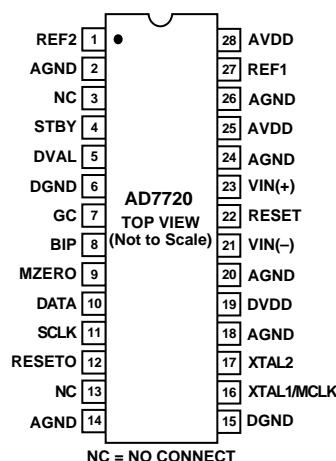 REF2 1 28 AVDD
AGND 2 27 REF1
NC 3 26 AGND
STBY 4 25 AVDD
DVAL 5 24 AGND
DGND 6 23 VIN(+)
GC 7 22 RESET
BIP 8 21 VIN(–)
MZERO 9 20 AGND
DATA 10 19 DVDD
SCLK 11 18 AGND
RESETO 12 17 XTAL2
NC 13 16 XTAL1/MCLK
AGND 14 15 DGND
AD7720
TOP VIEW
(Not to Scale)
NC = NO CONNECT